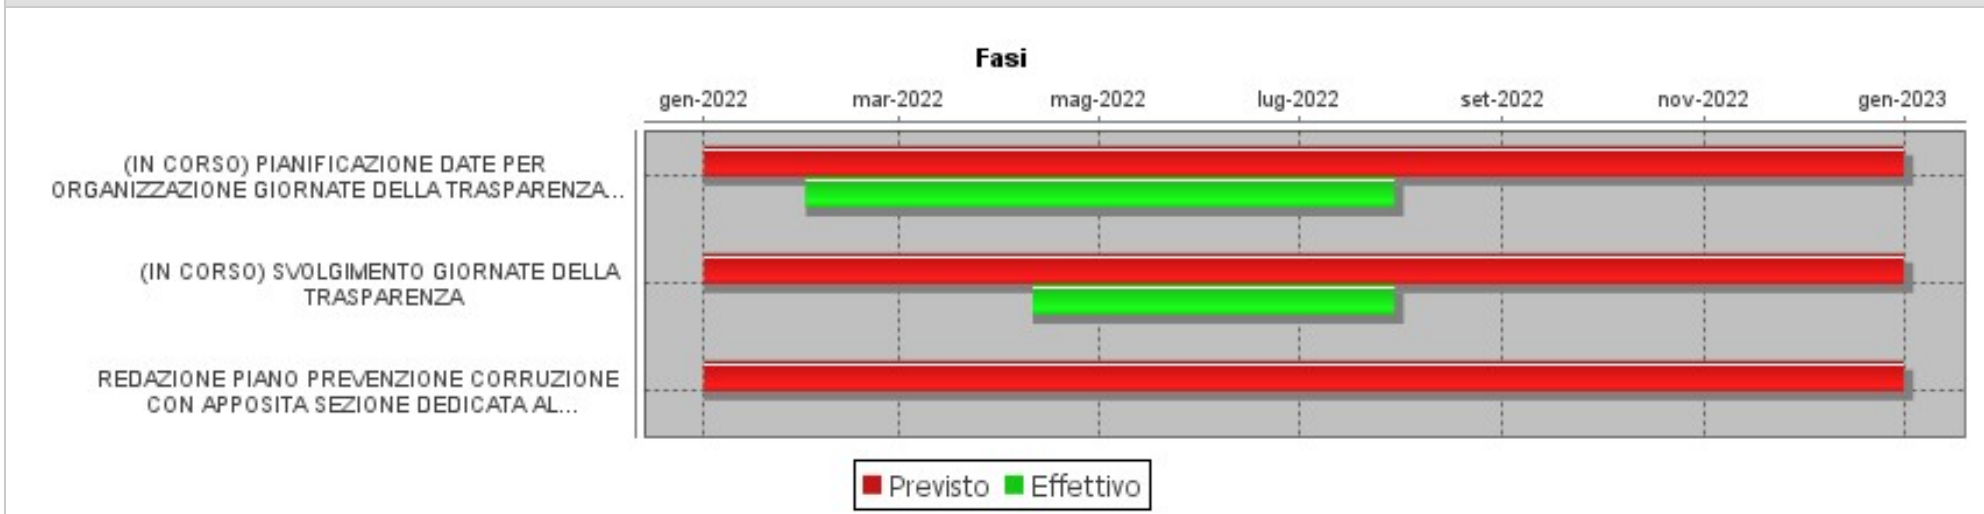 Fasi
gen-2022 mar-2022 mag-2022 lug-2022 set-2022 nov-2022 gen-2023
(IN CORSO) PIANIFICAZIONE DATE PER
ORGANIZZAZIONE GIORNATE DELLA TRASPARENZA...
(IN CORSO) SVOLGIMENTO GIORNATE DELLA
TRASPARENZA
REDAZIONE PIANO PREVENZIONE CORRUZIONE
CON APPOSITA SEZIONE DEDICATA AL...
Previsto Effettivo